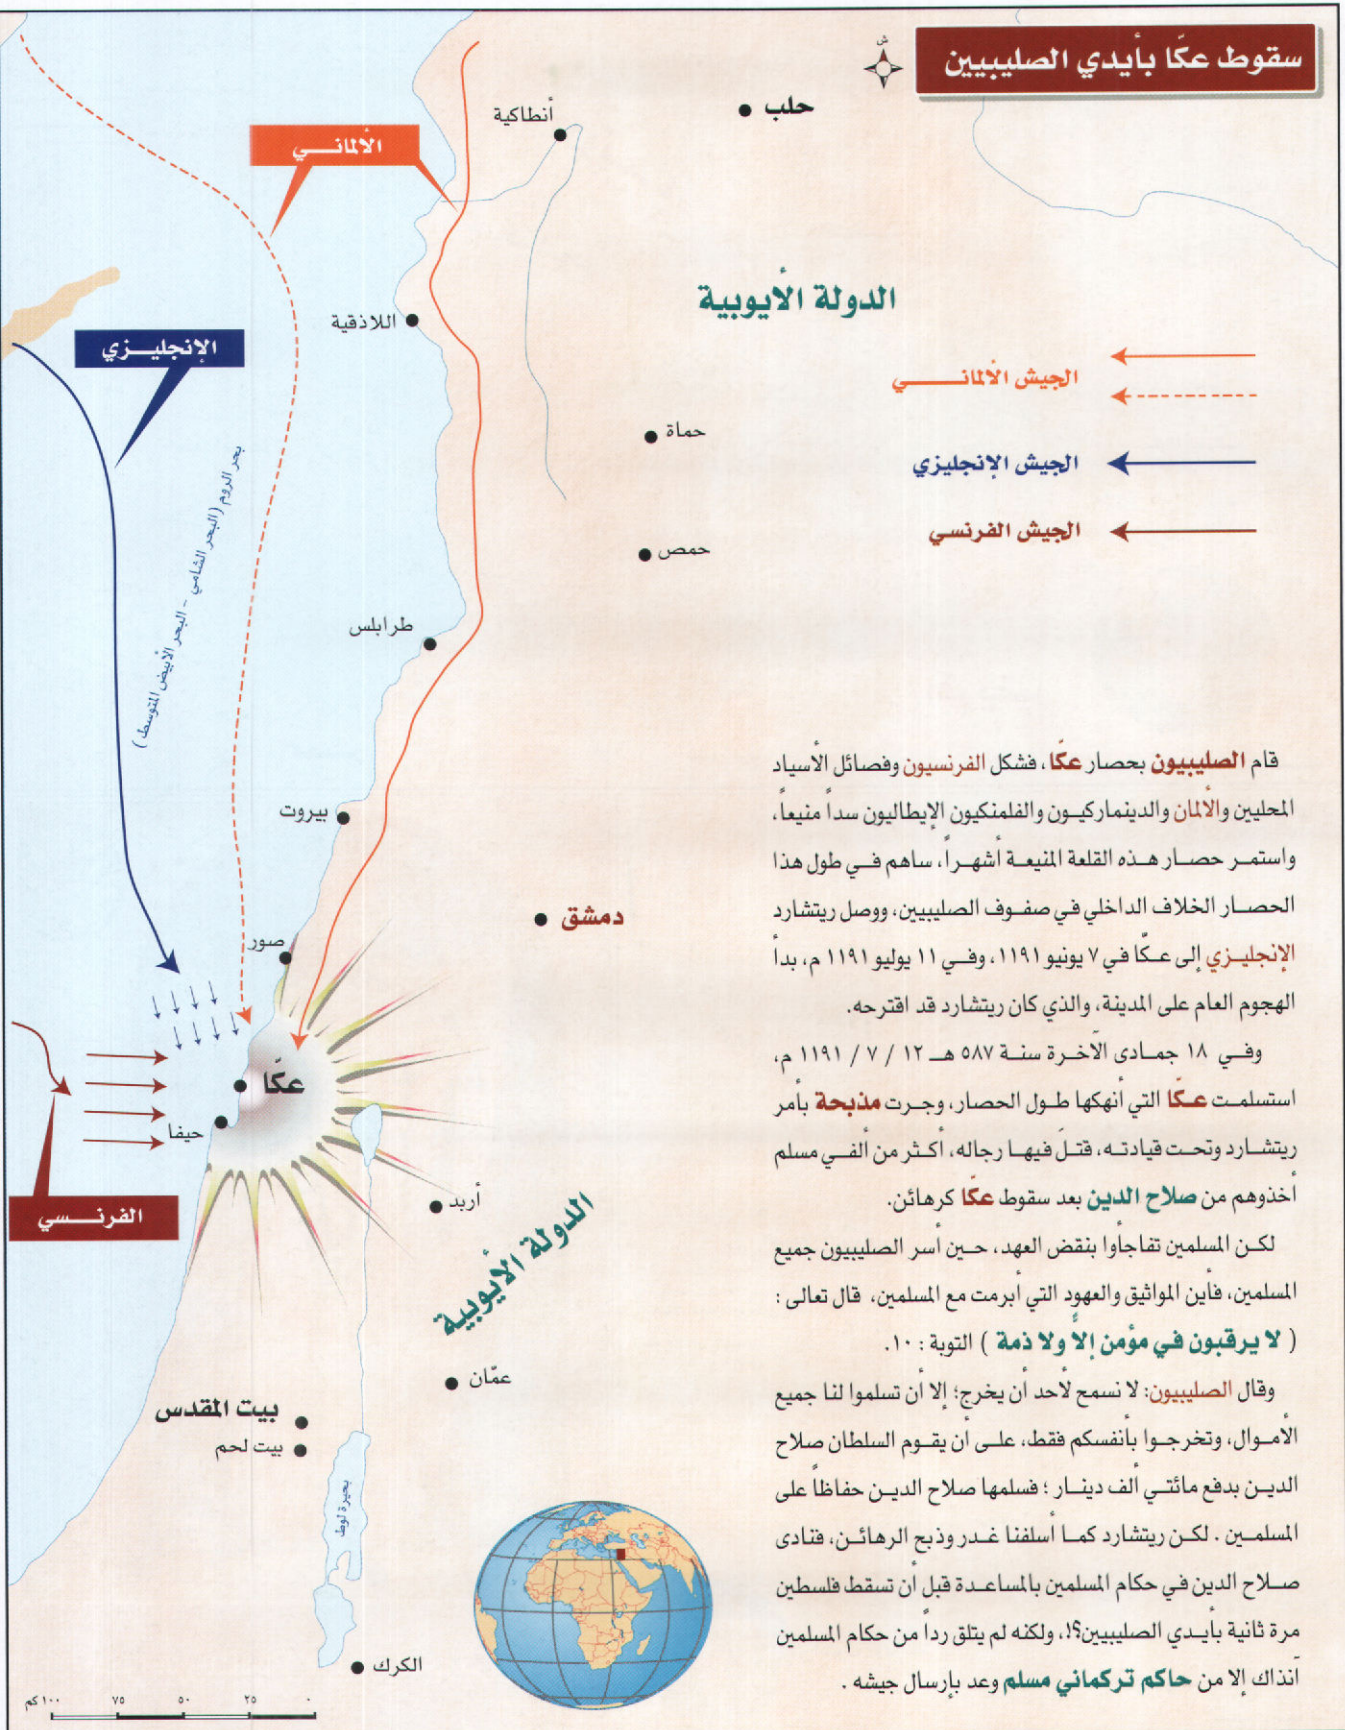 سقوط عكّا بأيدي الصليبيين
ش
حلب
أنطاكية
الألماني
الدولة الأيوبية
اللاذقية
الإنجليزي
الجيش الألماني
حماة
الجيش الإنجليزي
الجيش الفرنسي
حمص
بحر الروم (البحر الشامي - البحر الأبيض المتوسط)
طرابلس
بيروت
دمشق
صور
عكّا
حيفا
الفرنسي
أربد
الدولة الأيوبية
عمّان
بيت المقدس
بيت لحم
بحيرة لوط
الكرك
٠ ٢٥ ٥٠ ٧٥ ١٠٠ كم
قام الصليبيون بحصار عكّا، فشكل الفرنسيون وفصائل الأسياد
المحليين والألمان والدينماركيون والفلمنكيون الإيطاليون سداً منيعاً،
واستمر حصار هذه القلعة المنيعة أشهراً، ساهم في طول هذا
الحصار الخلاف الداخلي في صفوف الصليبيين، ووصل ريتشارد
الإنجليزي إلى عكّا في ٧ يونيو ١١٩١، وفي ١١ يوليو ١١٩١ م، بدأ
الهجوم العام على المدينة، والذي كان ريتشارد قد اقترحه.
وفي ١٨ جمادى الآخرة سنة ٥٨٧ هـ ١٢ / ٧ / ١١٩١ م،
استسلمت عكّا التي أنهكها طول الحصار، وجرت مذبحة بأمر
ريتشارد وتحت قيادته، قتلَ فيها رجاله، أكثر من ألفي مسلم
أخذوهم من صلاح الدين بعد سقوط عكّا كرهائن.
لكن المسلمين تفاجأوا بنقض العهد، حين أسر الصليبيون جميع
المسلمين، فأين المواثيق والعهود التي أبرمت مع المسلمين، قال تعالى :
( لا يرقبون في مؤمن إلاً ولا ذمة ) التوبة : ١٠.
وقال الصليبيون: لا نسمح لأحد أن يخرج؛ إلا أن تسلموا لنا جميع
الأموال، وتخرجوا بأنفسكم فقط، على أن يقوم السلطان صلاح
الدين بدفع مائتي ألف دينار ؛ فسلمها صلاح الدين حفاظاً على
المسلمين . لكن ريتشارد كما أسلفنا غدر وذبح الرهائن، فنادى
صلاح الدين في حكام المسلمين بالمساعدة قبل أن تسقط فلسطين
مرة ثانية بأيدي الصليبيين؟!، ولكنه لم يتلق رداً من حكام المسلمين
آنذاك إلا من حاكم تركماني مسلم وعد بإرسال جيشه .